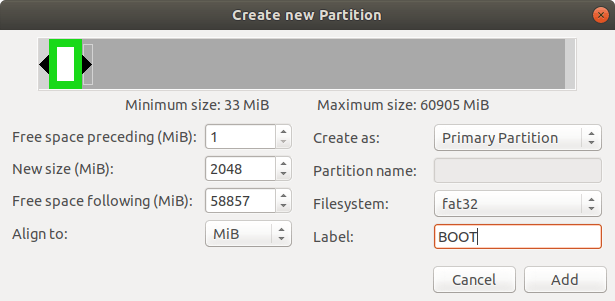 Create new Partition
Minimum size: 33 MiB Maximum size: 60905 MiB
Free space preceding (MiB): 1 Create as: Primary Partition
New size (MiB): 2048 Partition name:
Free space following (MiB): 58857 Filesystem: fat32
Align to: MiB Label: BOOT
Cancel Add